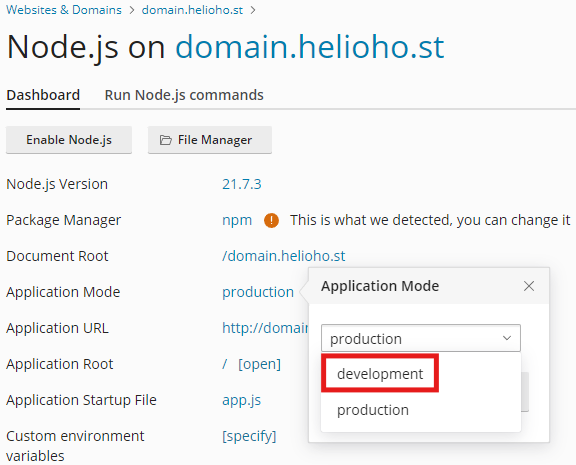 Websites & Domains > domain.helioho.st >
Node.js on domain.helioho.st
Dashboard Run Node.js commands
Enable Node.js File Manager
Node.js Version 21.7.3
Package Manager npm ! This is what we detected, you can change it
Document Root /domain.helioho.st
Application Mode production
Application URL http://domain
Application Root / [open]
Application Startup File app.js
Custom environment variables [specify]
Application Mode
production
development
production